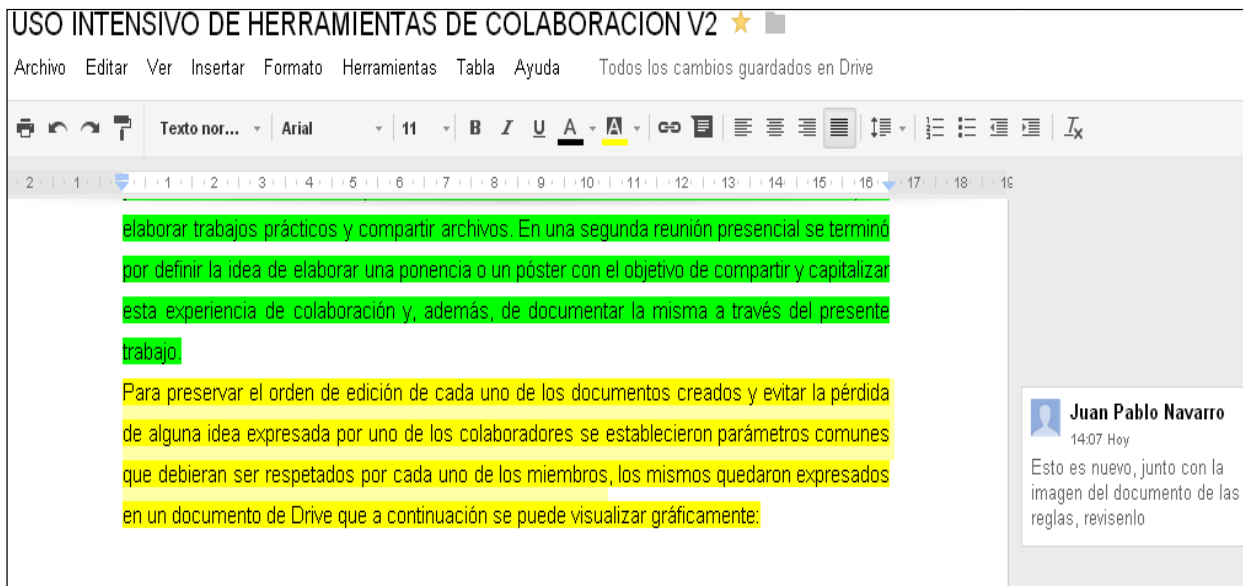 USO INTENSIVO DE HERRAMIENTAS DE COLABORACION V2
Archivo Editar Ver Insertar Formato Herramientas Tabla Ayuda Todos los cambios guardados en Drive
Texto nor... Arial 11 B I U A A
2 1 1 2 3 4 5 6 7 8 9 10 11 12 13 14 15 16 17 18 19
elaborar trabajos prácticos y compartir archivos. En una segunda reunión presencial se terminó
por definir la idea de elaborar una ponencia o un póster con el objetivo de compartir y capitalizar
esta experiencia de colaboración y, además, de documentar la misma a través del presente
trabajo.
Para preservar el orden de edición de cada uno de los documentos creados y evitar la pérdida
de alguna idea expresada por uno de los colaboradores se establecieron parámetros comunes
que debieran ser respetados por cada uno de los miembros, los mismos quedaron expresados
en un documento de Drive que a continuación se puede visualizar gráficamente:
Juan Pablo Navarro
14:07 Hoy
Esto es nuevo, junto con la
imagen del documento de las
reglas, revisenlo